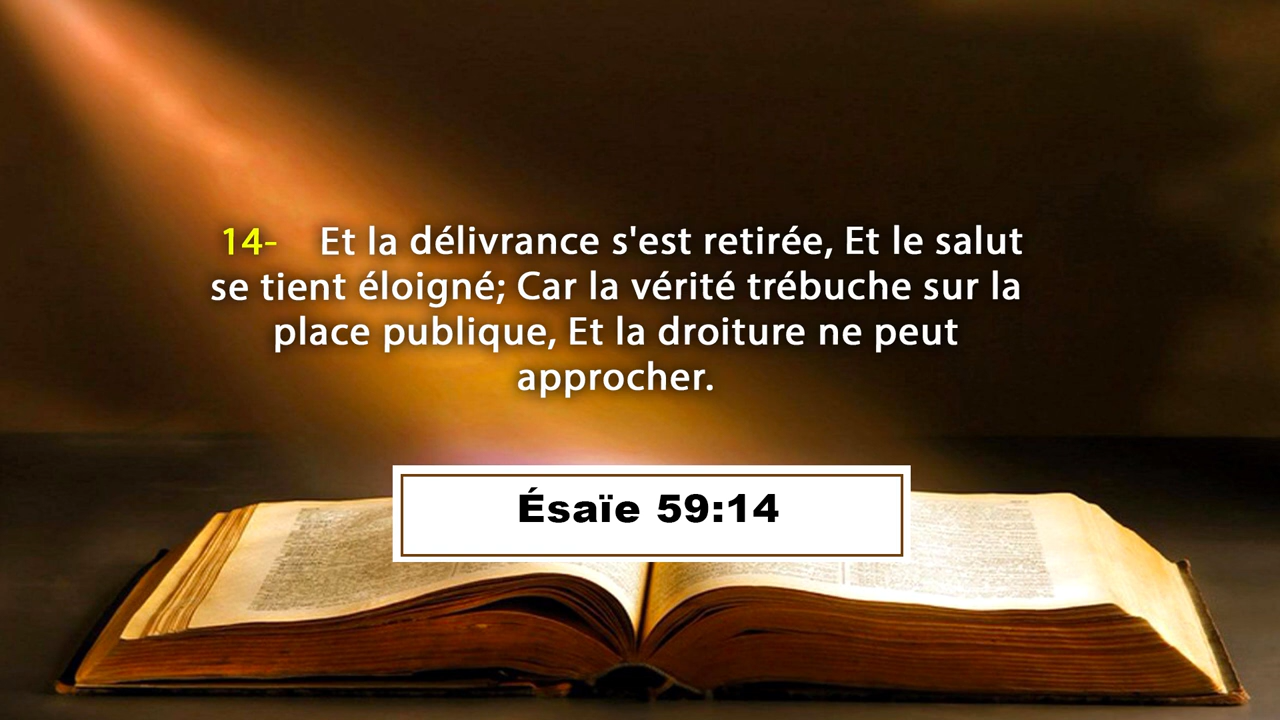 14- Et la délivrance s'est retirée, Et le salut
se tient éloigné; Car la vérité trébuche sur la
place publique, Et la droiture ne peut
approcher.
Ésaïe 59:14